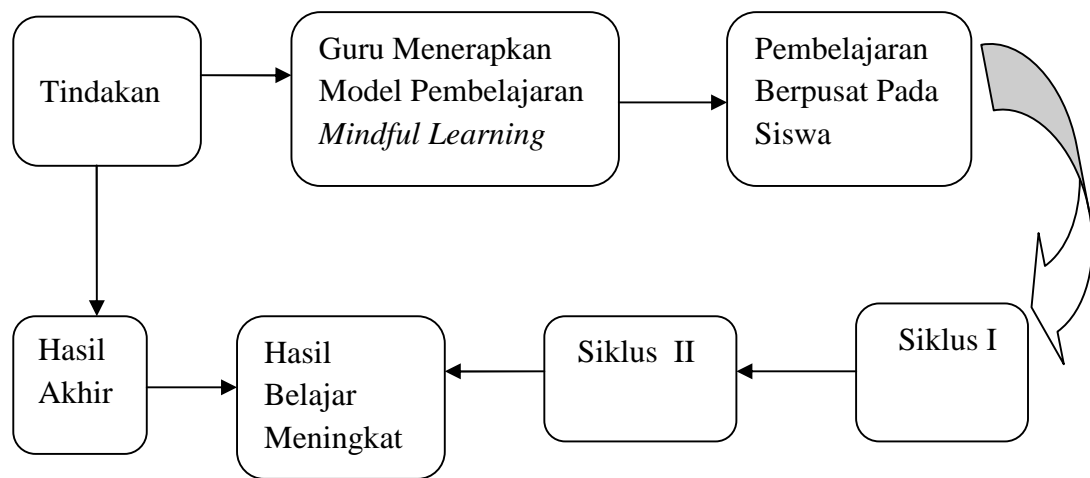 Tindakan
Guru Menerapkan
Model Pembelajaran
Mindful Learning
Pembelajaran
Berpusat Pada
Siswa
Hasil
Akhir
Hasil
Belajar
Meningkat
Siklus  II
Siklus I